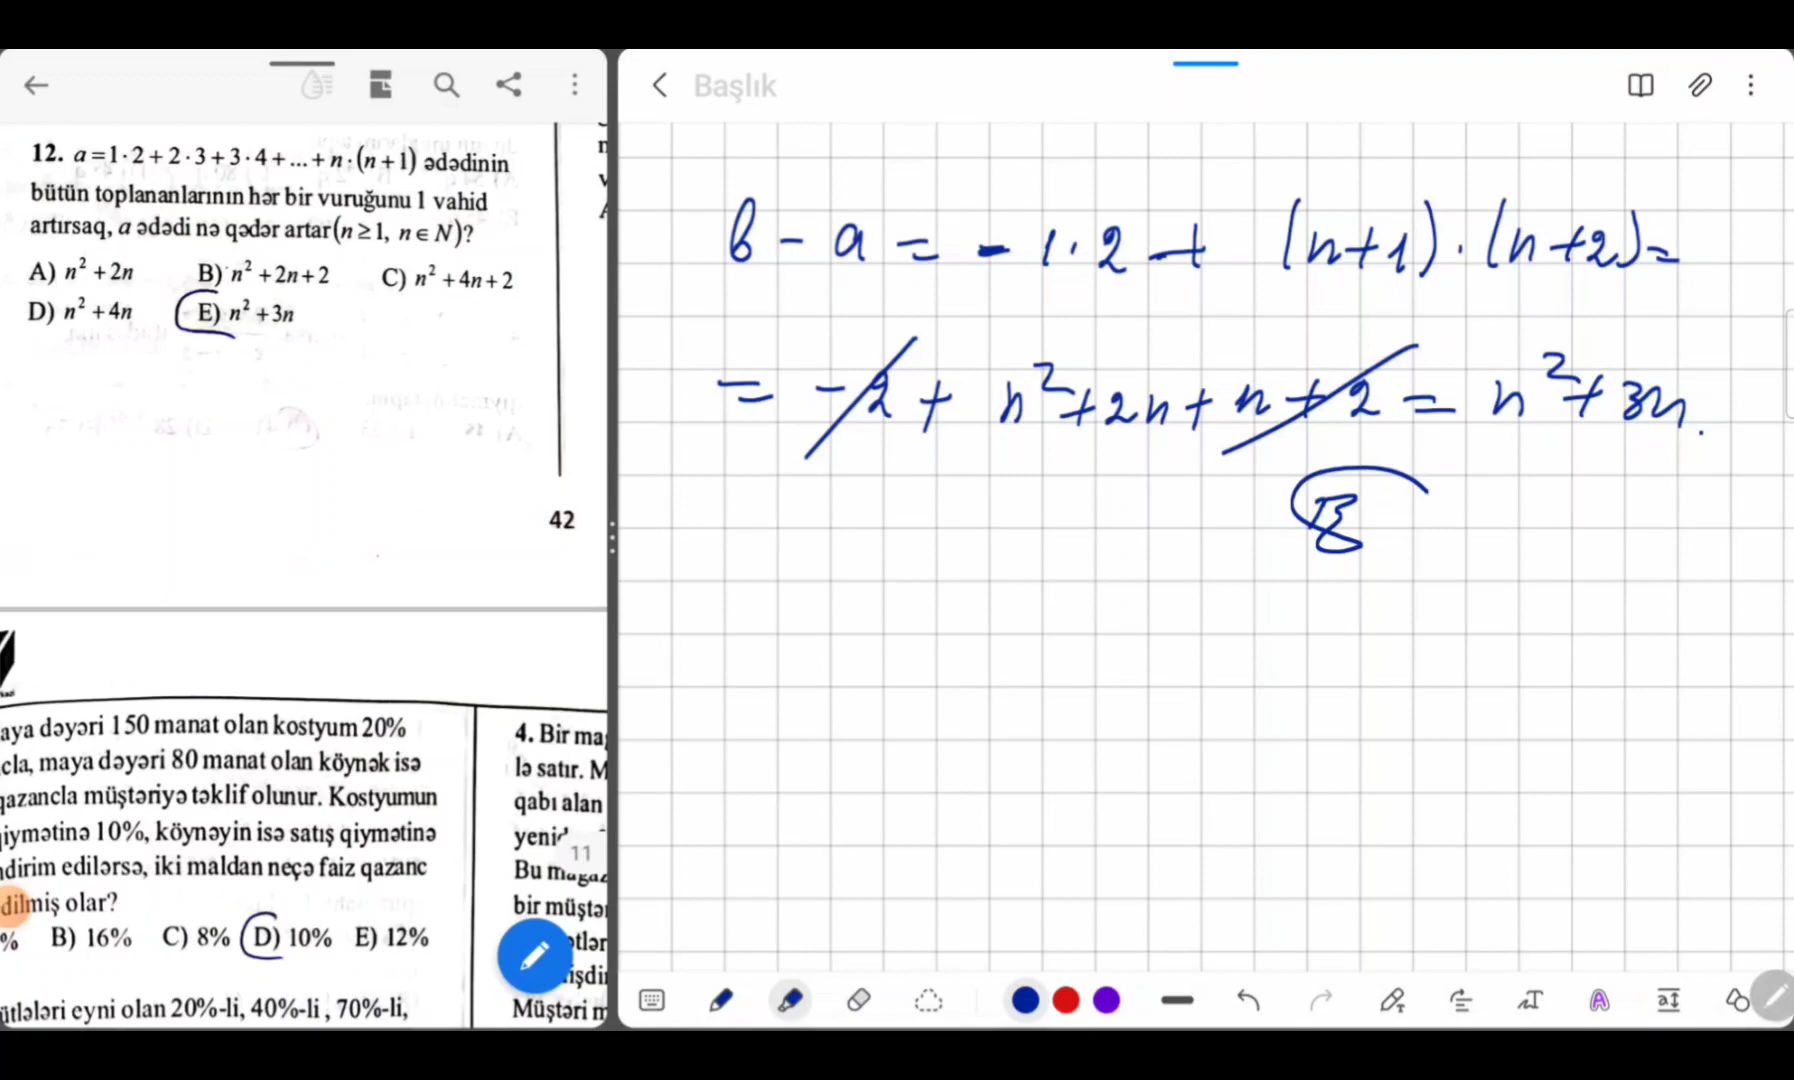 Başlık
12. a=1·2+2·3+3·4+...+n·(n+1) ədədinin
bütün toplananlarının hər bir vuruğunu 1 vahid
artırsaq, a ədədi nə qədər artar(n≥1, n∈N)?
A) n²+2n B) n²+2n+2 C) n²+4n+2
D) n²+4n E) n²+3n
42
aya dəyəri 150 manat olan kostyum 20%
cla, maya dəyəri 80 manat olan köynək isə
qazancla müştəriyə təklif olunur. Kostyumun
qiymətinə 10%, köynəyin isə satış qiymətinə
dirim edilərsə, iki maldan neçə faiz qazanc
dilmiş olar?
% B) 16% C) 8% D) 10% E) 12%
ütlələri eyni olan 20%-li, 40%-li, 70%-li,
4. Bir ma
lə satır. M
qabı alan
yeni
11
Bu mağaz
bir müştə
otlər
işdi
Müştəri m
b - a = - 1·2 + (n+1)·(n+2)=
= -2 + n²+2n+n+2 = n²+3n.